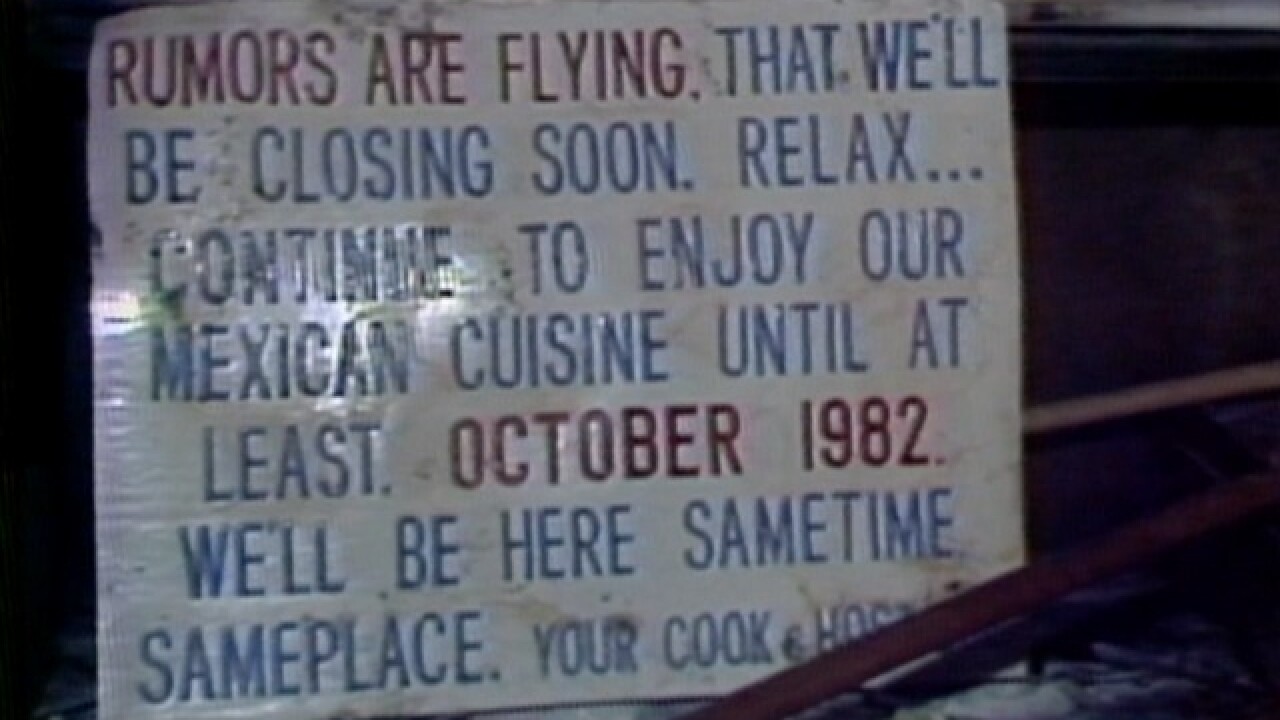 RUMORS ARE FLYING. THAT WE'LL
BE CLOSING SOON. RELAX...
CONTINUE TO ENJOY OUR
MEXICAN CUISINE UNTIL AT
LEAST. OCTOBER 1982.
WE'LL BE HERE SAMETIME
SAMEPLACE. YOUR COOK &